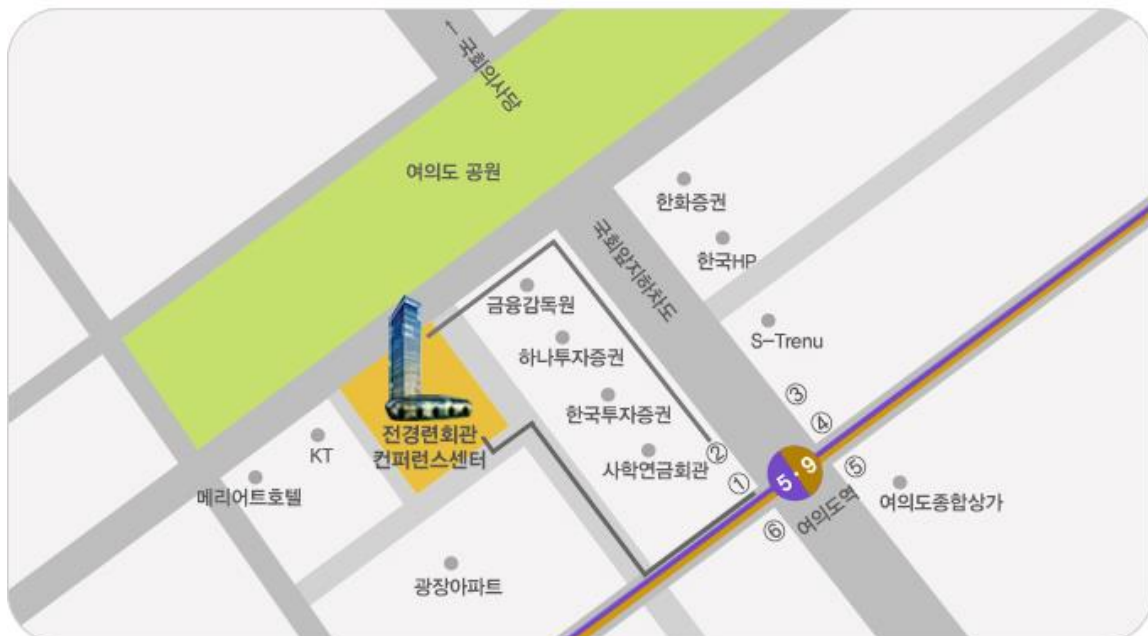 ← 국회의사당
여의도 공원
한화증권
한국HP
국회앞지하차도
금융감독원
하나투자증권
S-Trenu
한국투자증권
③
④
전경련회관
컨퍼런스센터
KT
메리어트호텔
사학연금회관
②
①
5·9
⑤
⑥
여의도역
여의도종합상가
광장아파트